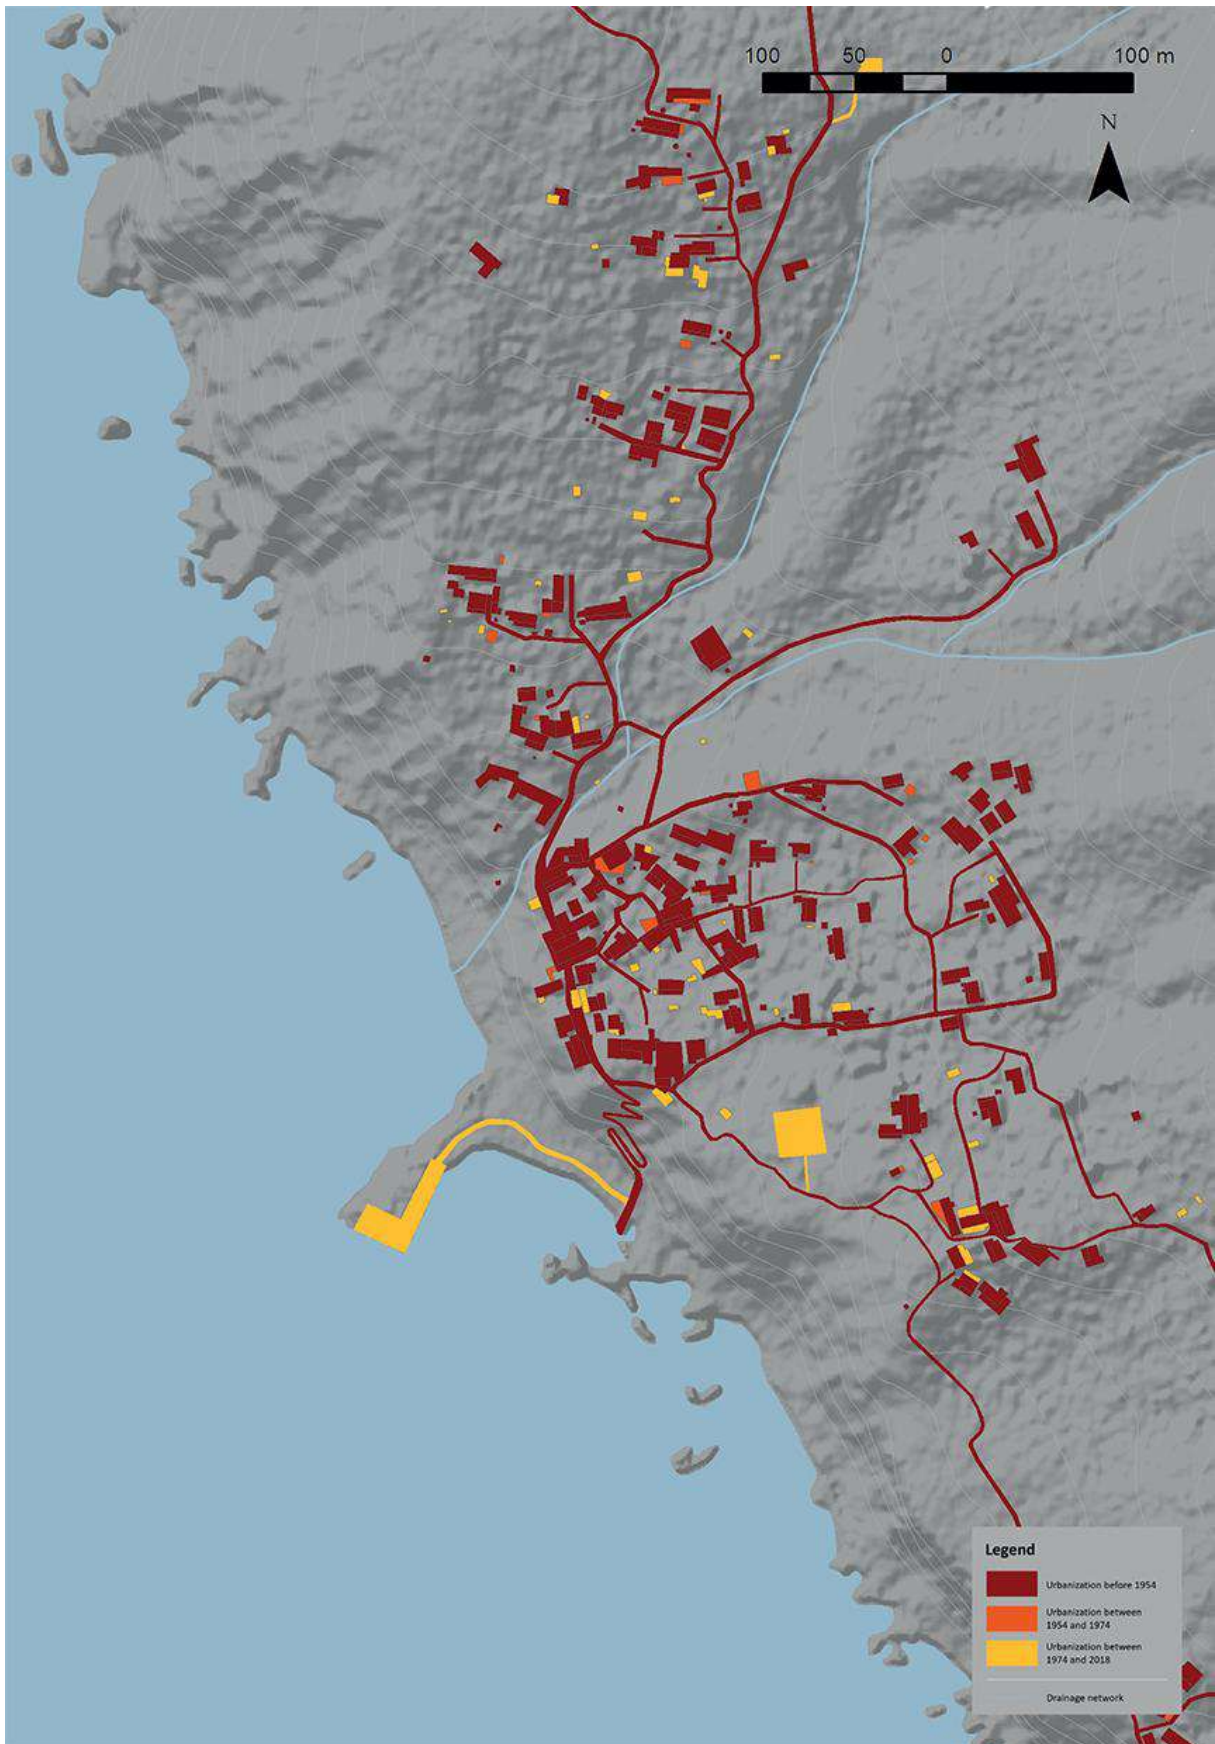 100 50 0 100 m
N
Legend
Urbanization before 1954
Urbanization between
1954 and 1974
Urbanization between
1974 and 2018
Drainage network